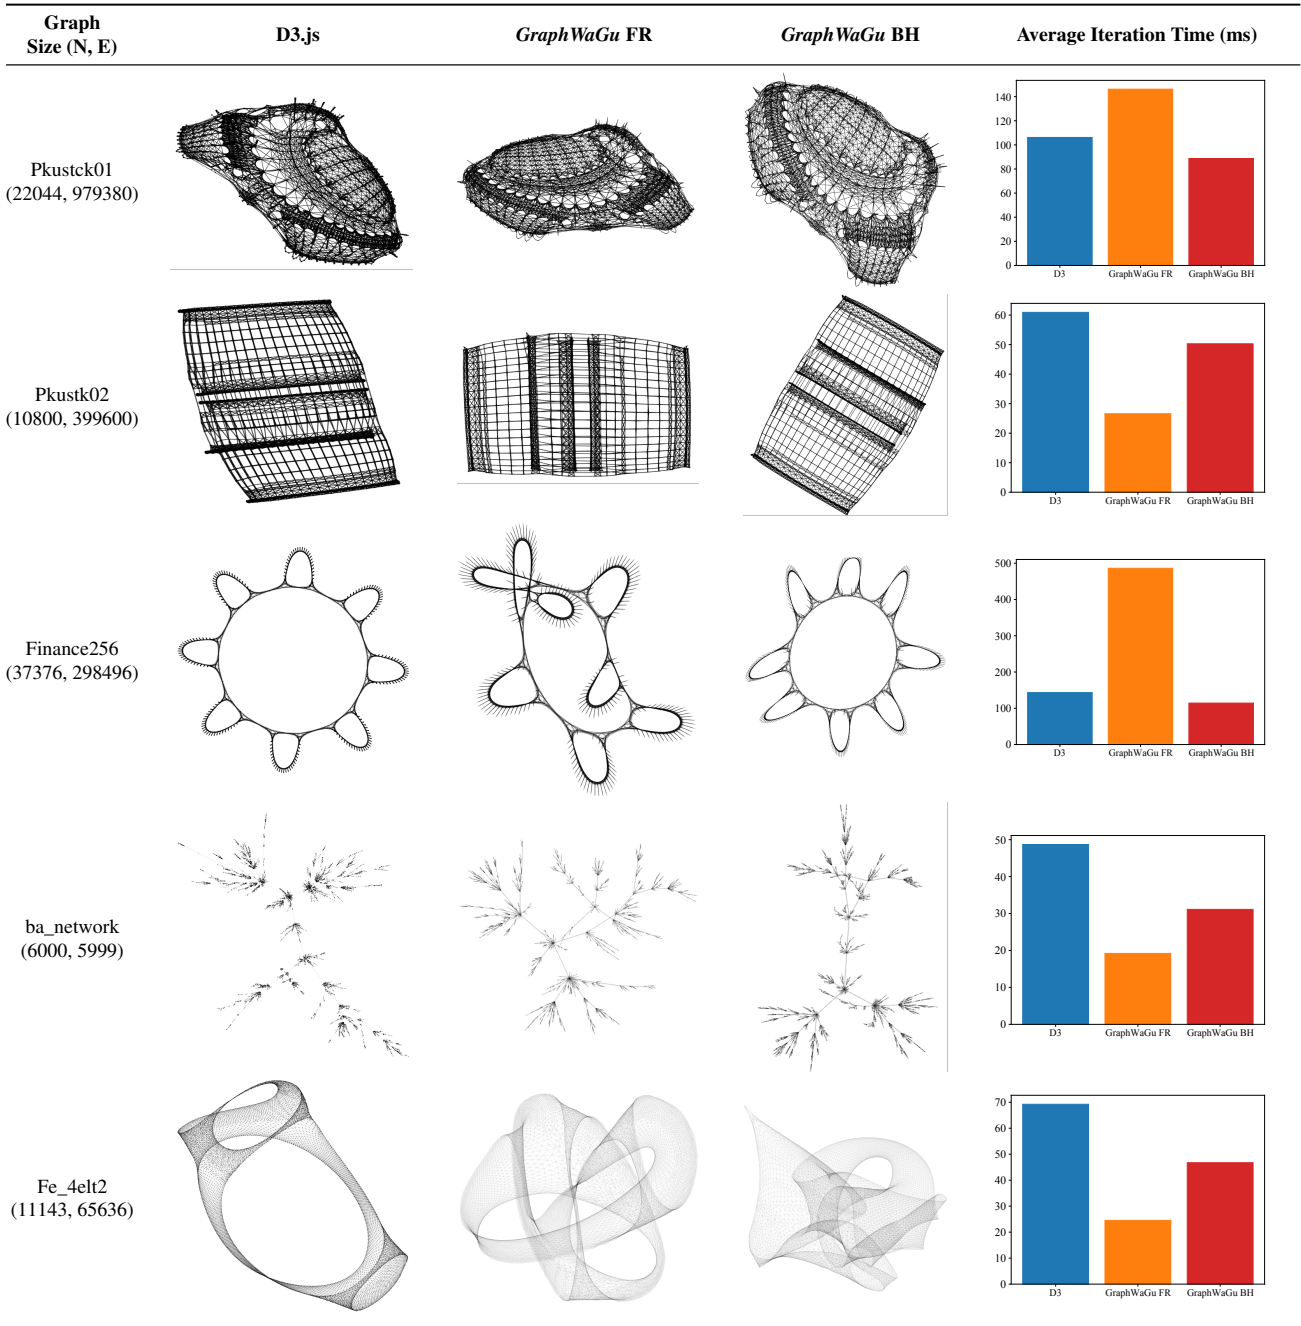 Graph
Size (N, E)
D3.js
GraphWaGu FR
GraphWaGu BH
Average Iteration Time (ms)
Pkustck01
(22044, 979380)
140
120
100
80
60
40
20
0
D3
GraphWaGu FR
GraphWaGu BH
Pkustk02
(10800, 399600)
60
50
40
30
20
10
0
D3
GraphWaGu FR
GraphWaGu BH
Finance256
(37376, 298496)
500
400
300
200
100
0
D3
GraphWaGu FR
GraphWaGu BH
ba_network
(6000, 5999)
50
40
30
20
10
0
D3
GraphWaGu FR
GraphWaGu BH
Fe_4elt2
(11143, 65636)
70
60
50
40
30
20
10
0
D3
GraphWaGu FR
GraphWaGu BH